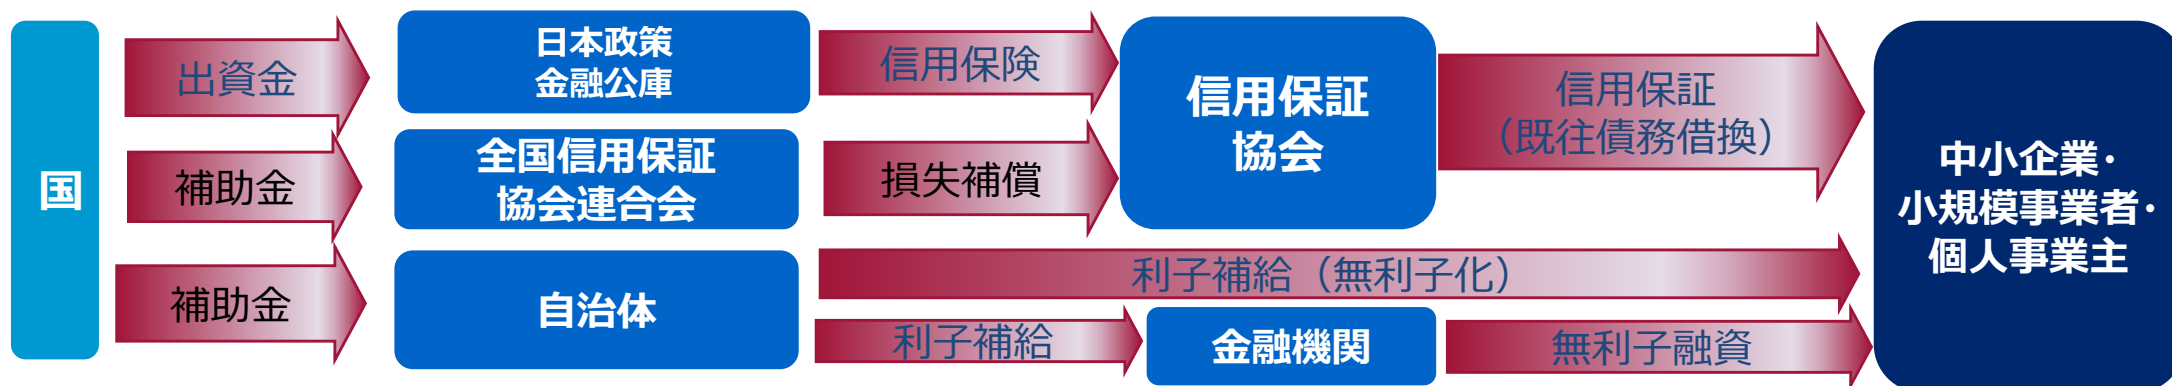 国
出資金
日本政策
金融公庫
信用保険
信用保証
協会
信用保証
（既往債務借換）
補助金
全国信用保証
協会連合会
損失補償
中小企業・
小規模事業者・
個人事業主
補助金
自治体
利子補給（無利子化）
利子補給
金融機関
無利子融資